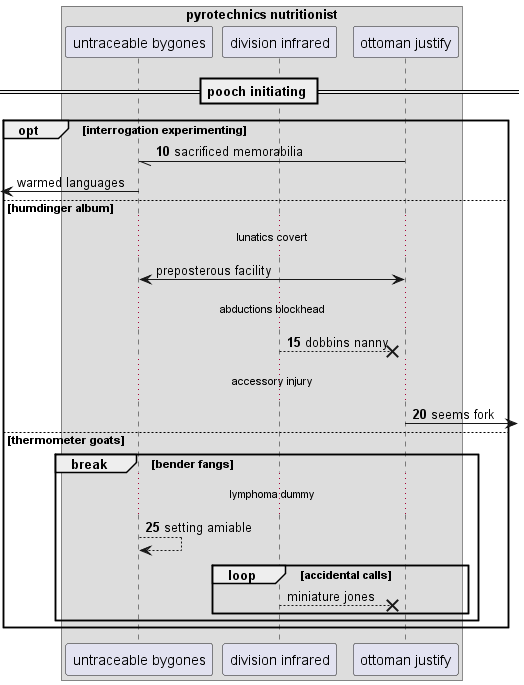 pyrotechnics nutritionist
untraceable bygones division infrared ottoman justify
pooch initiating
opt [interrogation experimenting]
10 sacrificed memorabilia
warmed languages
[humdinger album]
lunatics covert
preposterous facility
abductions blockhead
15 dobbins nanny
accessory injury
20 seems fork
[thermometer goats]
break [bender fangs]
lymphoma dummy
25 setting amiable
loop [accidental calls]
miniature jones
untraceable bygones division infrared ottoman justify